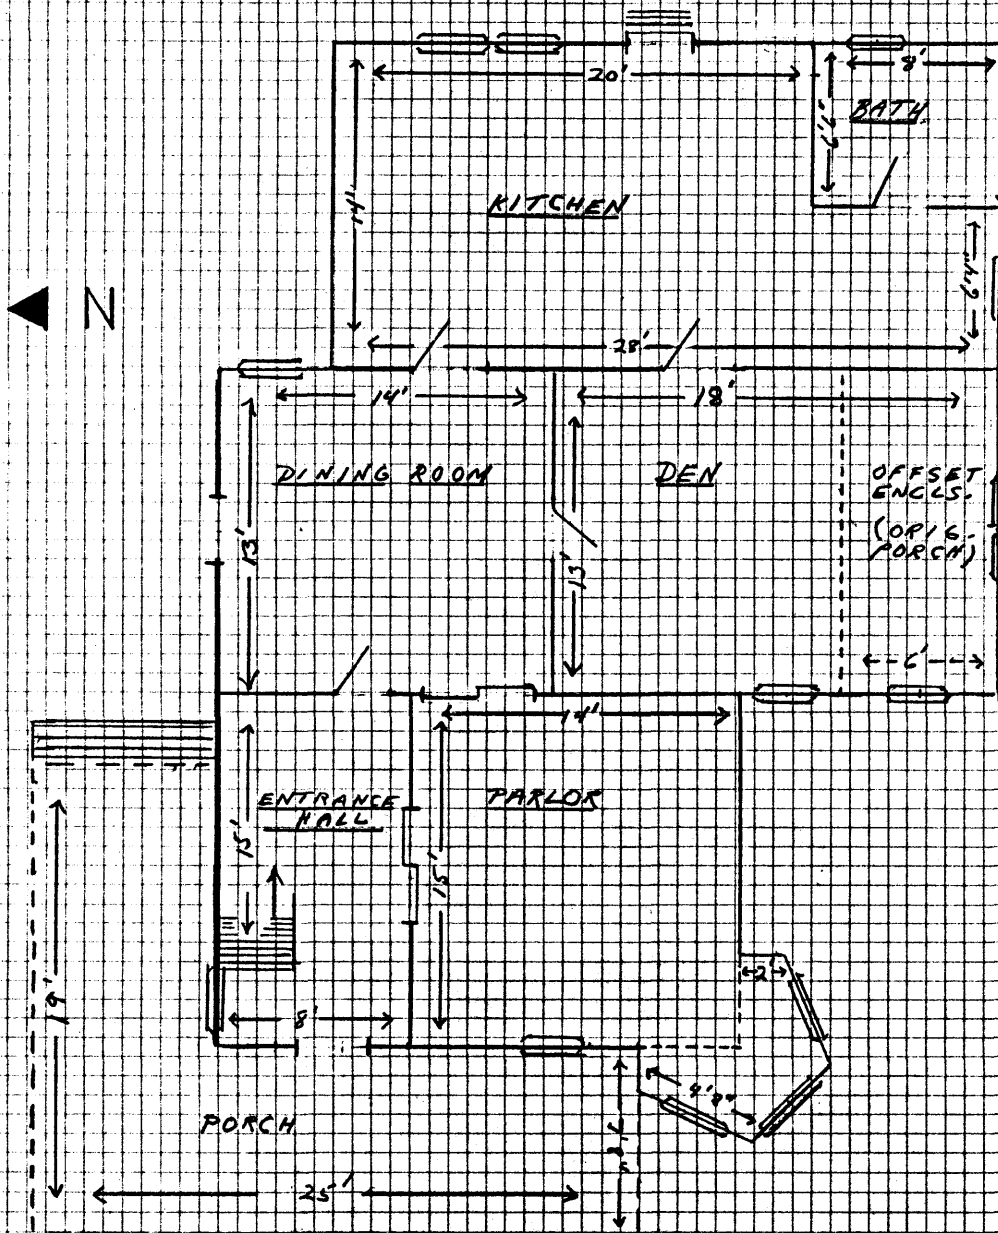 20'
8'
BATH
6'6"
14'
KITCHEN
N
6'4"
28'
14'
18'
DINING ROOM
DEN
OFFSET
ENCLS.
(ORIG.
PORCH)
13'
13'
6'
14'
ENTRANCE
HALL
PARLOR
15'
15'
19'
2'
8'
4'8"
PORCH
25'